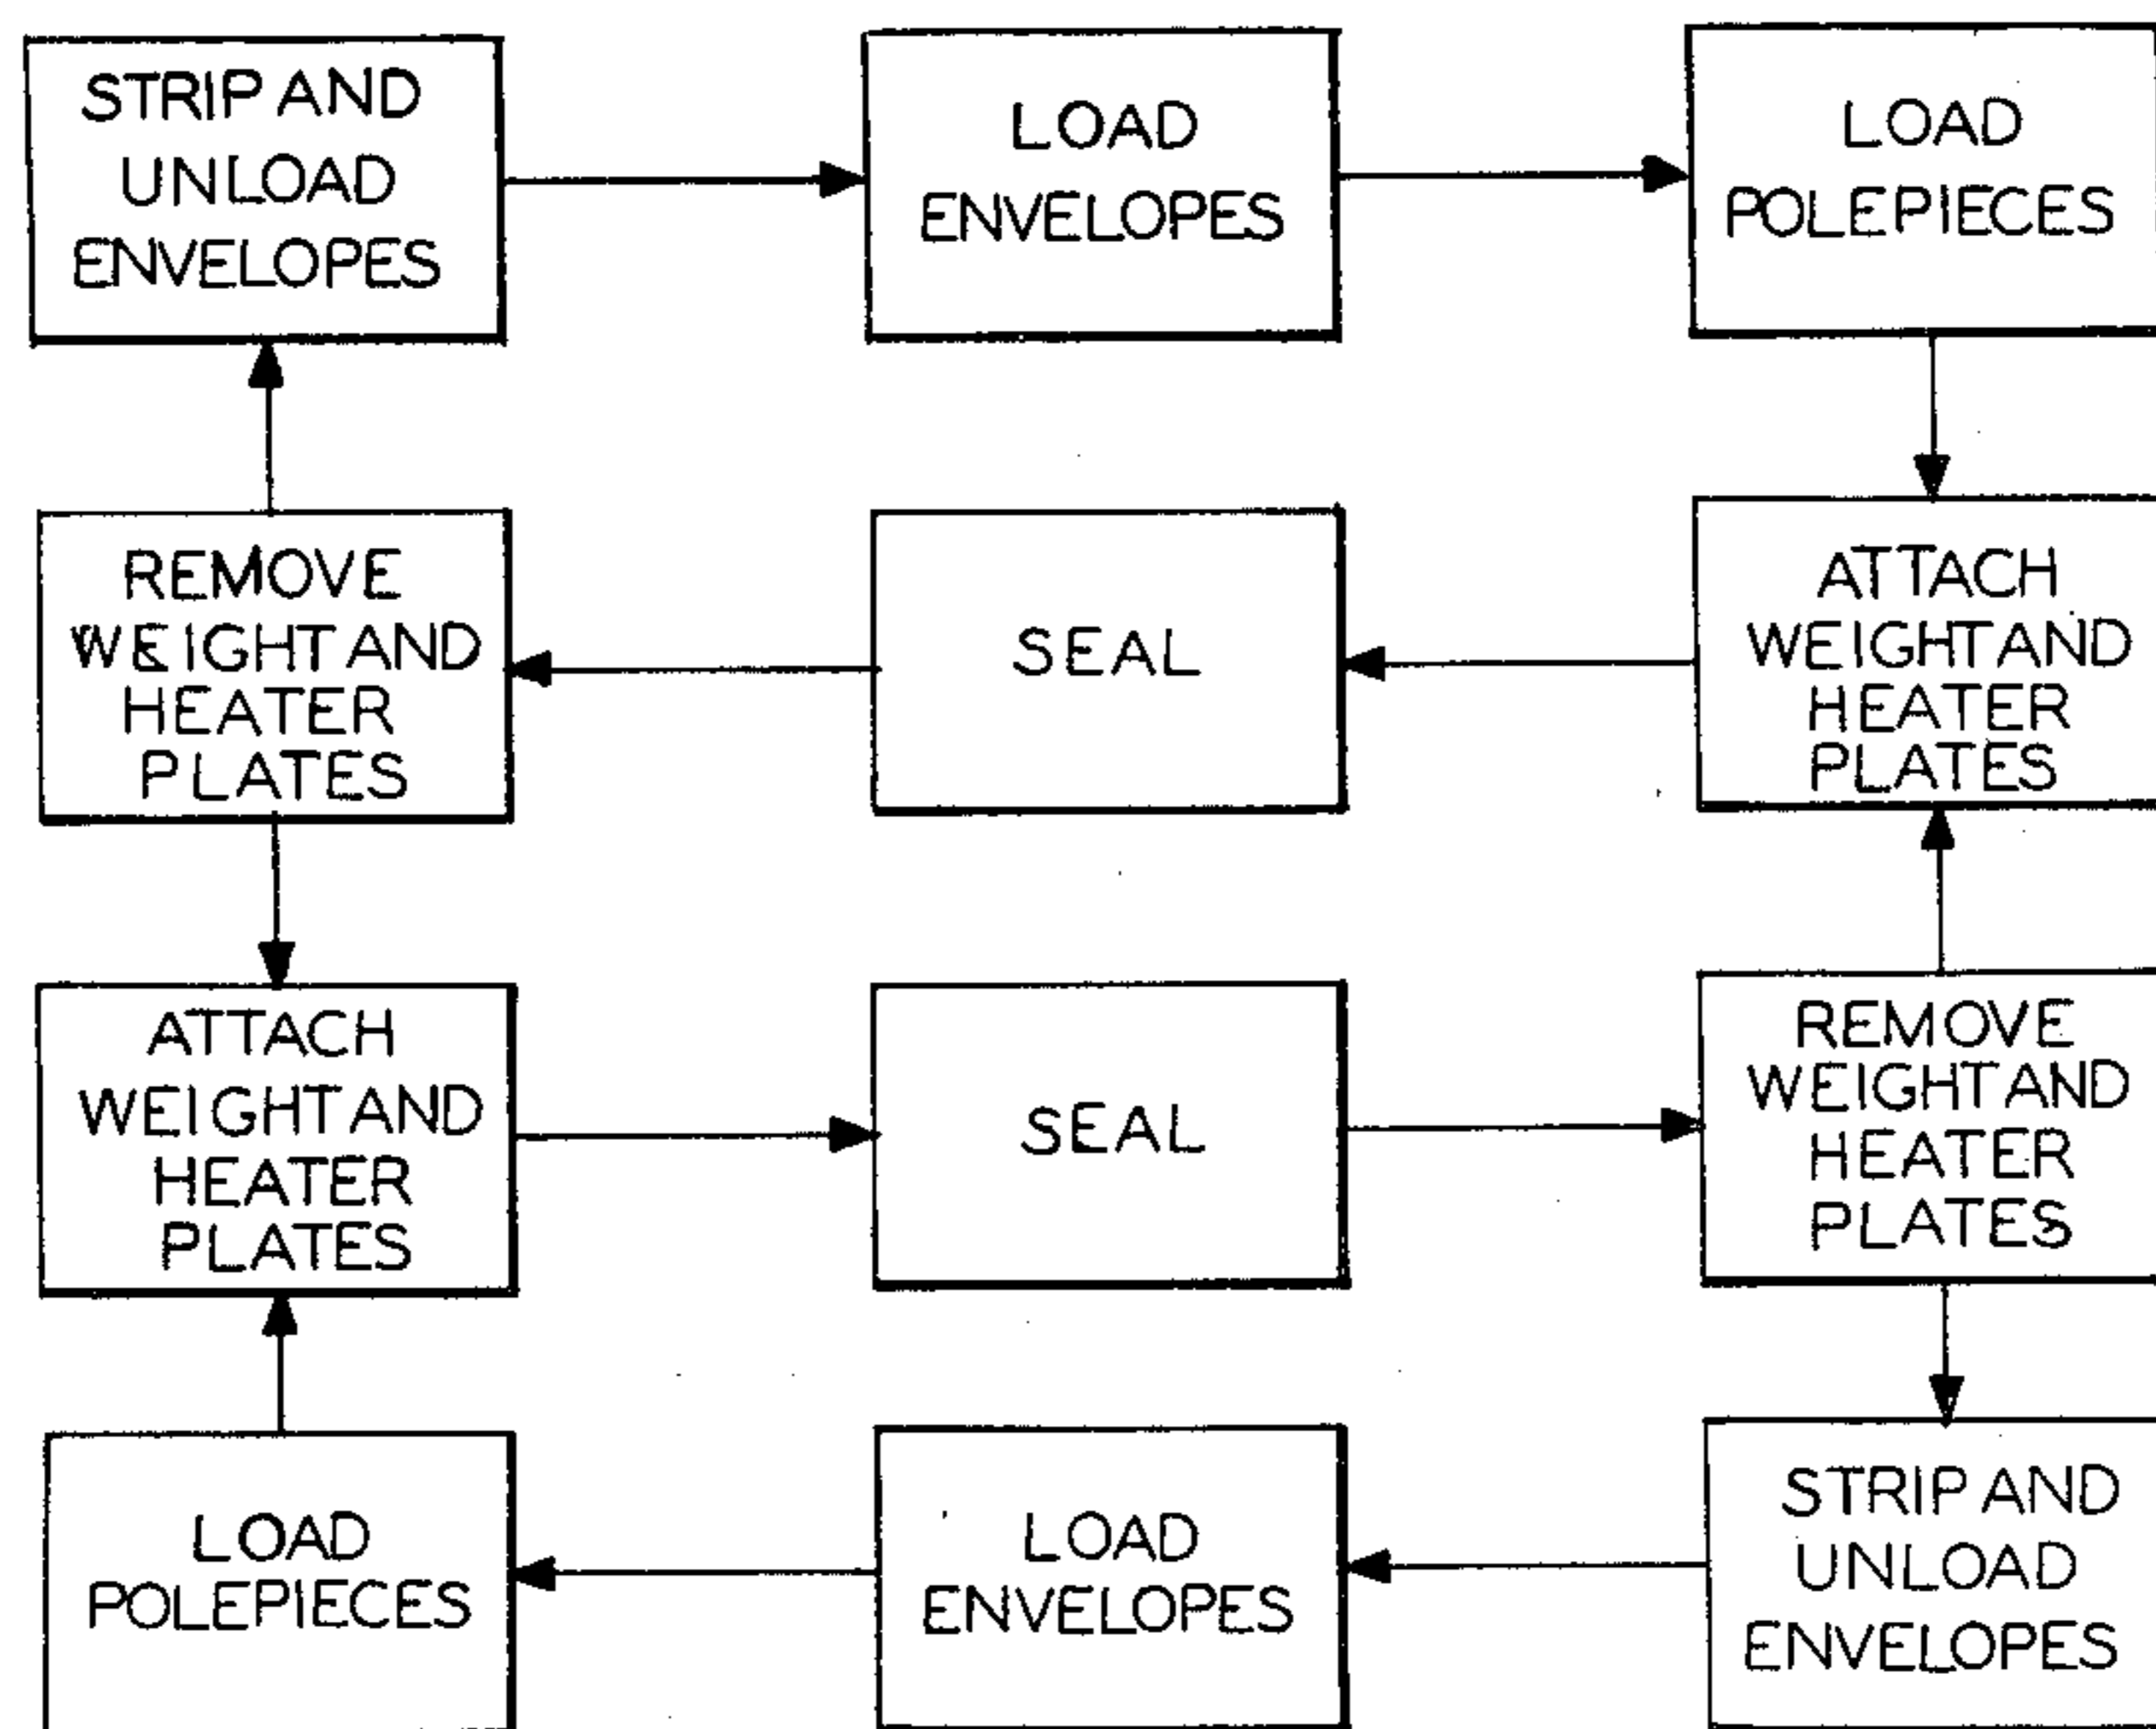 STRIP AND
UNLOAD
ENVELOPES
LOAD
ENVELOPES
LOAD
POLEPIECES
REMOVE
WEIGHT AND
HEATER
PLATES
SEAL
ATTACH
WEIGHT AND
HEATER
PLATES
ATTACH
WEIGHT AND
HEATER
PLATES
SEAL
REMOVE
WEIGHT AND
HEATER
PLATES
LOAD
POLEPIECES
LOAD
ENVELOPES
STRIP AND
UNLOAD
ENVELOPES